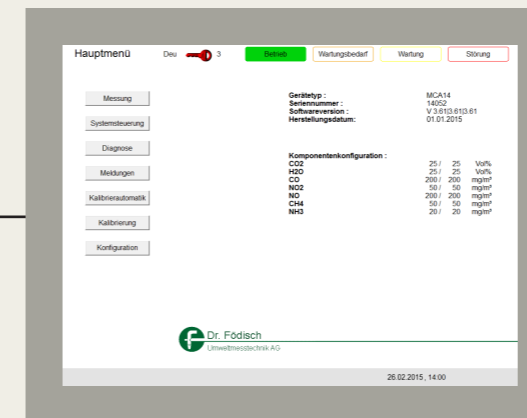 Hauptmenü Deu 3 Betrieb Wartungsbedarf Wartung Störung
Messung
Systemsteuerung
Diagnose
Meldungen
Kalibrierautomatik
Kalibrierung
Konfiguration
Gerätetyp : MCA14
Seriennummer : 14052
Softwareversion : V 3.61|3.61|3.61
Herstellungsdatum: 01.01.2015
Komponentenkonfiguration :
CO2 25 / 25 Vol%
H2O 25 / 25 Vol%
CO 200 / 200 mg/m³
NO2 50 / 50 mg/m³
NO 200 / 200 mg/m³
CH4 50 / 50 mg/m³
NH3 20 / 20 mg/m³
Dr. Födisch
Umweltmesstechnik AG
26.02.2015 , 14:00